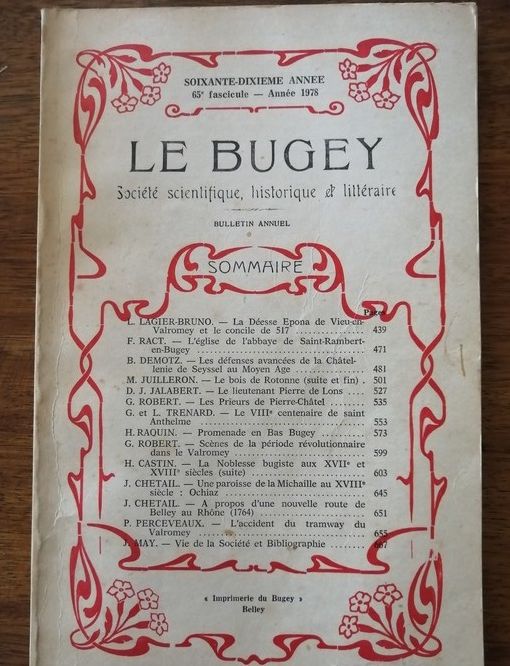 SOIXANTE-DIXIEME ANNEE
65e fascicule — Année 1978
LE BUGEY
Société scientifique, historique et littéraire
BULLETIN ANNUEL
SOMMAIRE
Pages
L. LAGIER-BRUNO. — La Déesse Epona de Vieu-en-
Valromey et le concile de 517 ................ 439
F. RACT. — L'église de l'abbaye de Saint-Rambert-
en-Bugey ................ 471
B. DEMOTZ. — Les défenses avancées de la Châtel-
lenie de Seyssel au Moyen Age ................ 481
M. JUILLERON. — Le bois de Rotonne (suite et fin) . 501
D. J. JALABERT. — Le lieutenant Pierre de Lons .... 527
G. ROBERT. — Les Prieurs de Pierre-Châtel ........ 535
G. et L. TRENARD. — Le VIIIe centenaire de saint
Anthelme ................ 553
H. RAQUIN. — Promenade en Bas Bugey ........ 573
G. ROBERT. — Scènes de la période révolutionnaire
dans le Valromey ................ 599
H. CASTIN. — La Noblesse bugiste aux XVIIe et
XVIIIe siècles (suite) ................ 603
J. CHETAIL. — Une paroisse de la Michaille au XVIIIe
siècle : Ochiaz ................ 645
J. CHETAIL. — A propos d'une nouvelle route de
Belley au Rhône (1764) ................ 651
P. PERCEVEAUX. — L'accident du tramway du
Valromey ................ 655
J. MAY. — Vie de la Société et Bibliographie ........ 667
« Imprimerie du Bugey »
Belley